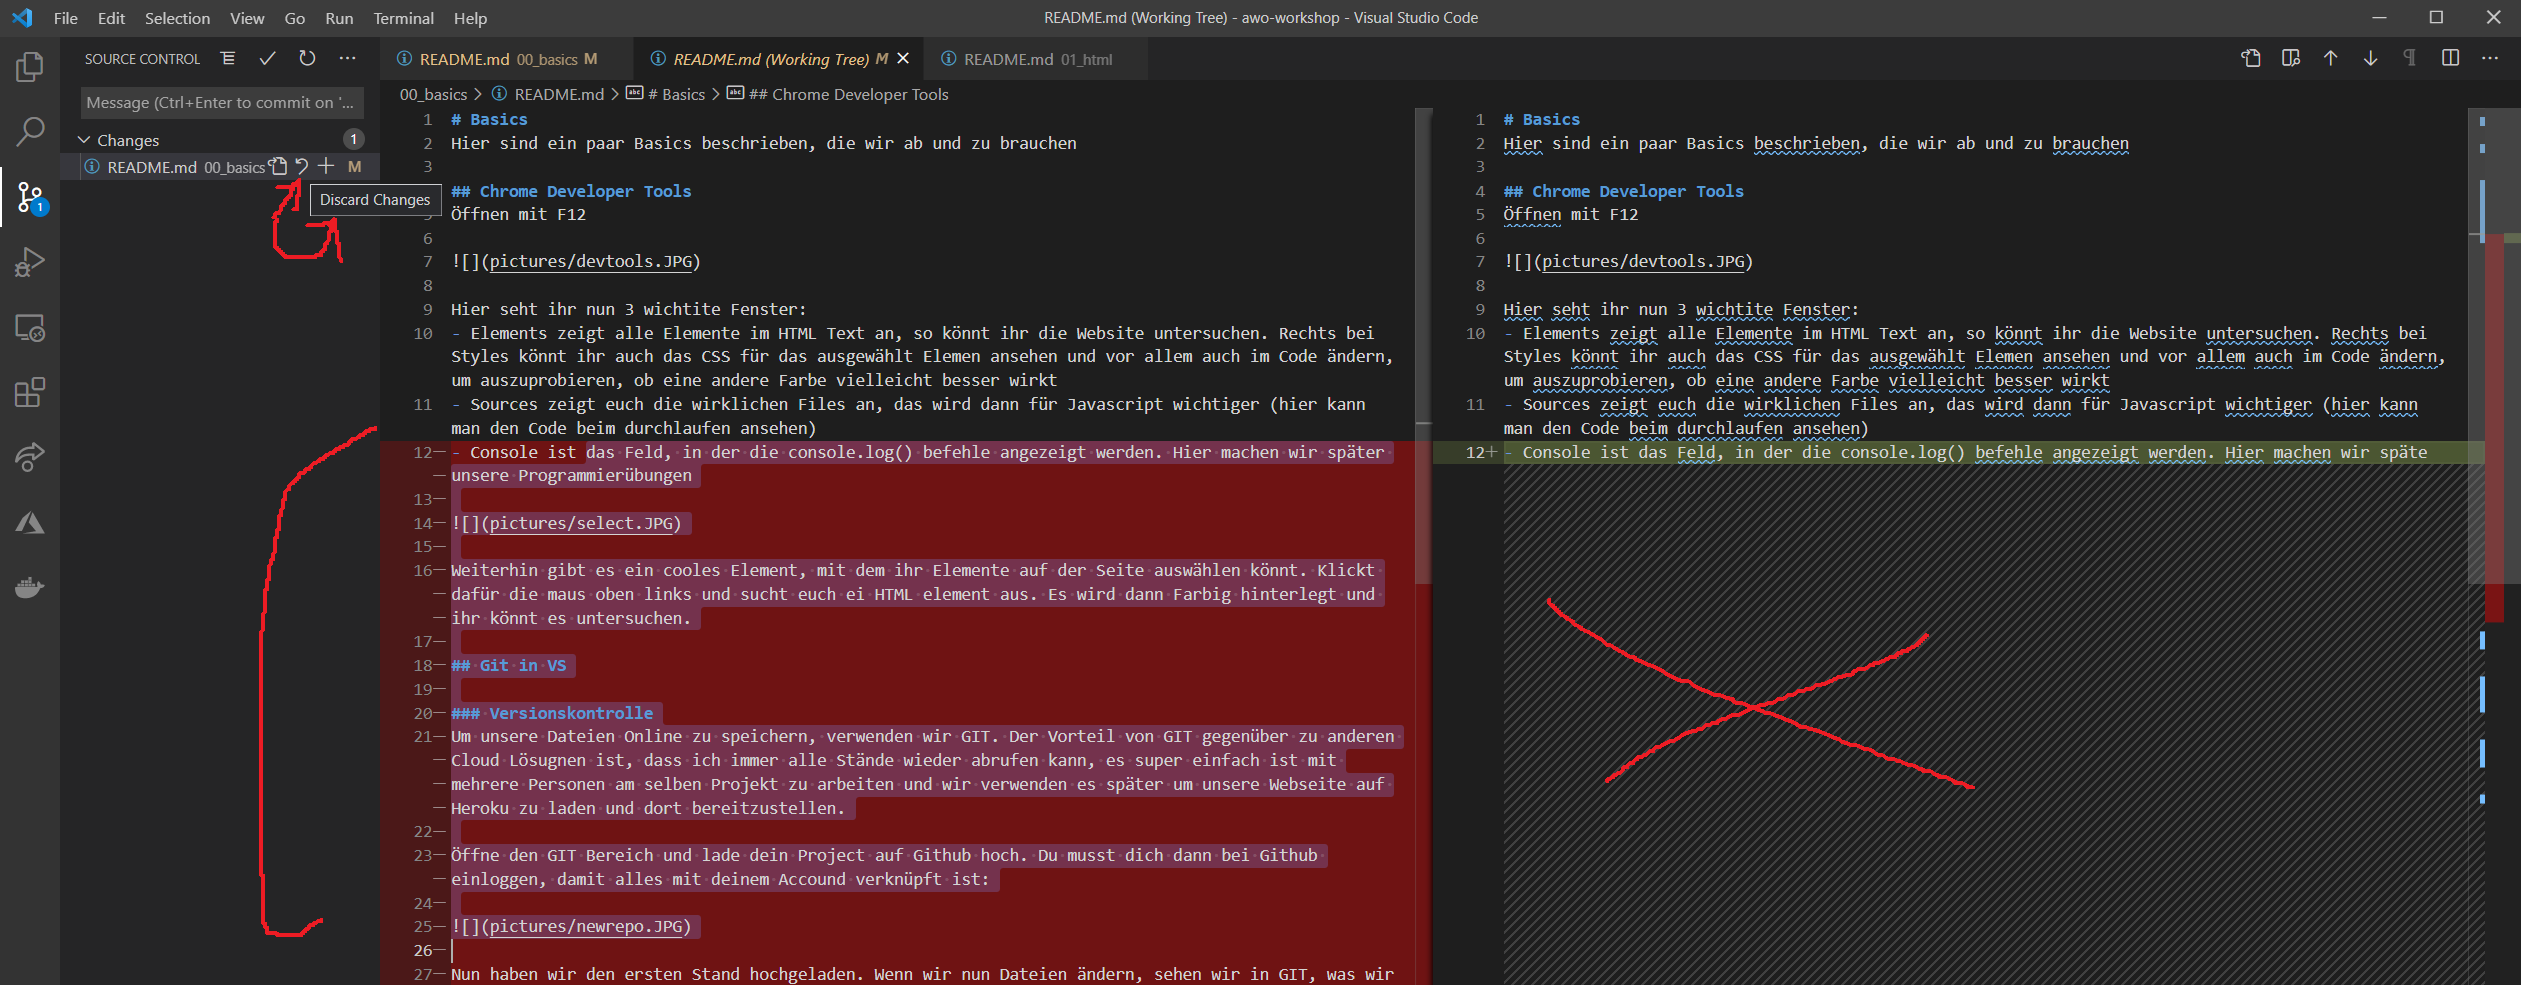 File Edit Selection View Go Run Terminal Help
README.md (Working Tree) - awo-workshop - Visual Studio Code
SOURCE CONTROL
Message (Ctrl+Enter to commit on '...
Changes 1
README.md 00_basics M
Discard Changes
1
README.md 00_basics M
README.md (Working Tree) M
README.md 01_html
00_basics > README.md > # Basics > ## Chrome Developer Tools
1 # Basics
2 Hier sind ein paar Basics beschrieben, die wir ab und zu brauchen
3
4 ## Chrome Developer Tools
5 Öffnen mit F12
6
7 ![](pictures/devtools.JPG)
8
9 Hier seht ihr nun 3 wichtite Fenster:
10 - Elements zeigt alle Elemente im HTML Text an, so könnt ihr die Website untersuchen. Rechts bei
Styles könnt ihr auch das CSS für das ausgewählt Elemen ansehen und vor allem auch im Code ändern,
um auszuprobieren, ob eine andere Farbe vielleicht besser wirkt
11 - Sources zeigt euch die wirklichen Files an, das wird dann für Javascript wichtiger (hier kann
man den Code beim durchlaufen ansehen)
12— - Console ist das Feld, in der die console.log() befehle angezeigt werden. Hier machen wir später
— unsere Programmierübungen
13—
14— ![](pictures/select.JPG)
15—
16— Weiterhin gibt es ein cooles Element, mit dem ihr Elemente auf der Seite auswählen könnt. Klickt
— dafür die maus oben links und sucht euch ei HTML element aus. Es wird dann Farbig hinterlegt und
— ihr könnt es untersuchen.
17—
18— ## Git in VS
19—
20— ### Versionskontrolle
21— Um unsere Dateien Online zu speichern, verwenden wir GIT. Der Vorteil von GIT gegenüber zu anderen
— Cloud Lösugnen ist, dass ich immer alle Stände wieder abrufen kann, es super einfach ist mit
— mehrere Personen am selben Projekt zu arbeiten und wir verwenden es später um unsere Webseite auf
— Heroku zu laden und dort bereitzustellen.
22—
23— Öffne den GIT Bereich und lade dein Project auf Github hoch. Du musst dich dann bei Github
— einloggen, damit alles mit deinem Accound verknüpft ist:
24—
25— ![](pictures/newrepo.JPG)
26—
27— Nun haben wir den ersten Stand hochgeladen. Wenn wir nun Dateien ändern, sehen wir in GIT, was wir
1 # Basics
2 Hier sind ein paar Basics beschrieben, die wir ab und zu brauchen
3
4 ## Chrome Developer Tools
5 Öffnen mit F12
6
7 ![](pictures/devtools.JPG)
8
9 Hier seht ihr nun 3 wichtite Fenster:
10 - Elements zeigt alle Elemente im HTML Text an, so könnt ihr die Website untersuchen. Rechts bei
Styles könnt ihr auch das CSS für das ausgewählt Elemen ansehen und vor allem auch im Code ändern,
um auszuprobieren, ob eine andere Farbe vielleicht besser wirkt
11 - Sources zeigt euch die wirklichen Files an, das wird dann für Javascript wichtiger (hier kann
man den Code beim durchlaufen ansehen)
12+ - Console ist das Feld, in der die console.log() befehle angezeigt werden. Hier machen wir späte